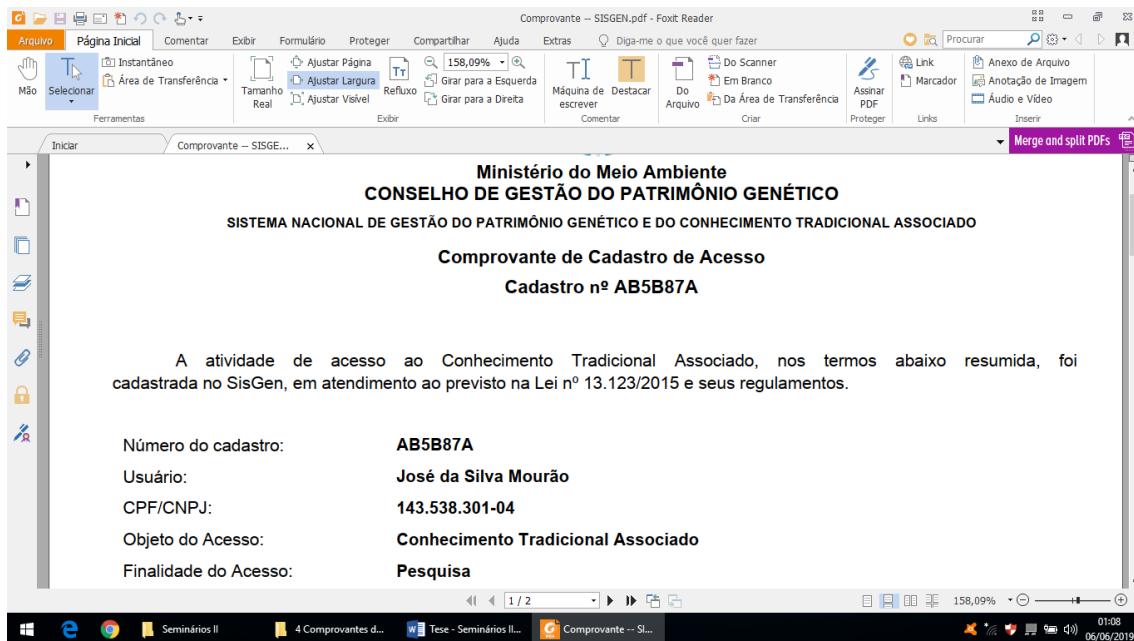 Comprovante -- SISGEN.pdf - Foxit Reader
Arquivo Página Inicial Comentar Exibir Formulário Proteger Compartilhar Ajuda Extras Diga-me o que você quer fazer Procurar
Mão
Selecionar
Instantâneo
Área de Transferência
Ferramentas
Tamanho Real
Ajustar Página
Ajustar Largura
Ajustar Visível
Refluxo
158,09%
Girar para a Esquerda
Girar para a Direita
Exibir
Máquina de escrever
Destacar
Comentar
Do Arquivo
Do Scanner
Em Branco
Da Área de Transferência
Criar
Assinar PDF
Proteger
Link
Marcador
Links
Anexo de Arquivo
Anotação de Imagem
Áudio e Vídeo
Inserir
Iniciar Comprovante -- SISGE... x Merge and split PDFs
Ministério do Meio Ambiente
CONSELHO DE GESTÃO DO PATRIMÔNIO GENÉTICO
SISTEMA NACIONAL DE GESTÃO DO PATRIMÔNIO GENÉTICO E DO CONHECIMENTO TRADICIONAL ASSOCIADO
Comprovante de Cadastro de Acesso
Cadastro nº AB5B87A
A atividade de acesso ao Conhecimento Tradicional Associado, nos termos abaixo resumida, foi
cadastrada no SisGen, em atendimento ao previsto na Lei nº 13.123/2015 e seus regulamentos.
Número do cadastro: AB5B87A
Usuário: José da Silva Mourão
CPF/CNPJ: 143.538.301-04
Objeto do Acesso: Conhecimento Tradicional Associado
Finalidade do Acesso: Pesquisa
1 / 2 158,09%
Seminários II 4 Comprovantes d... Tese - Seminários II... Comprovante -- SI... 01:08
06/06/2019